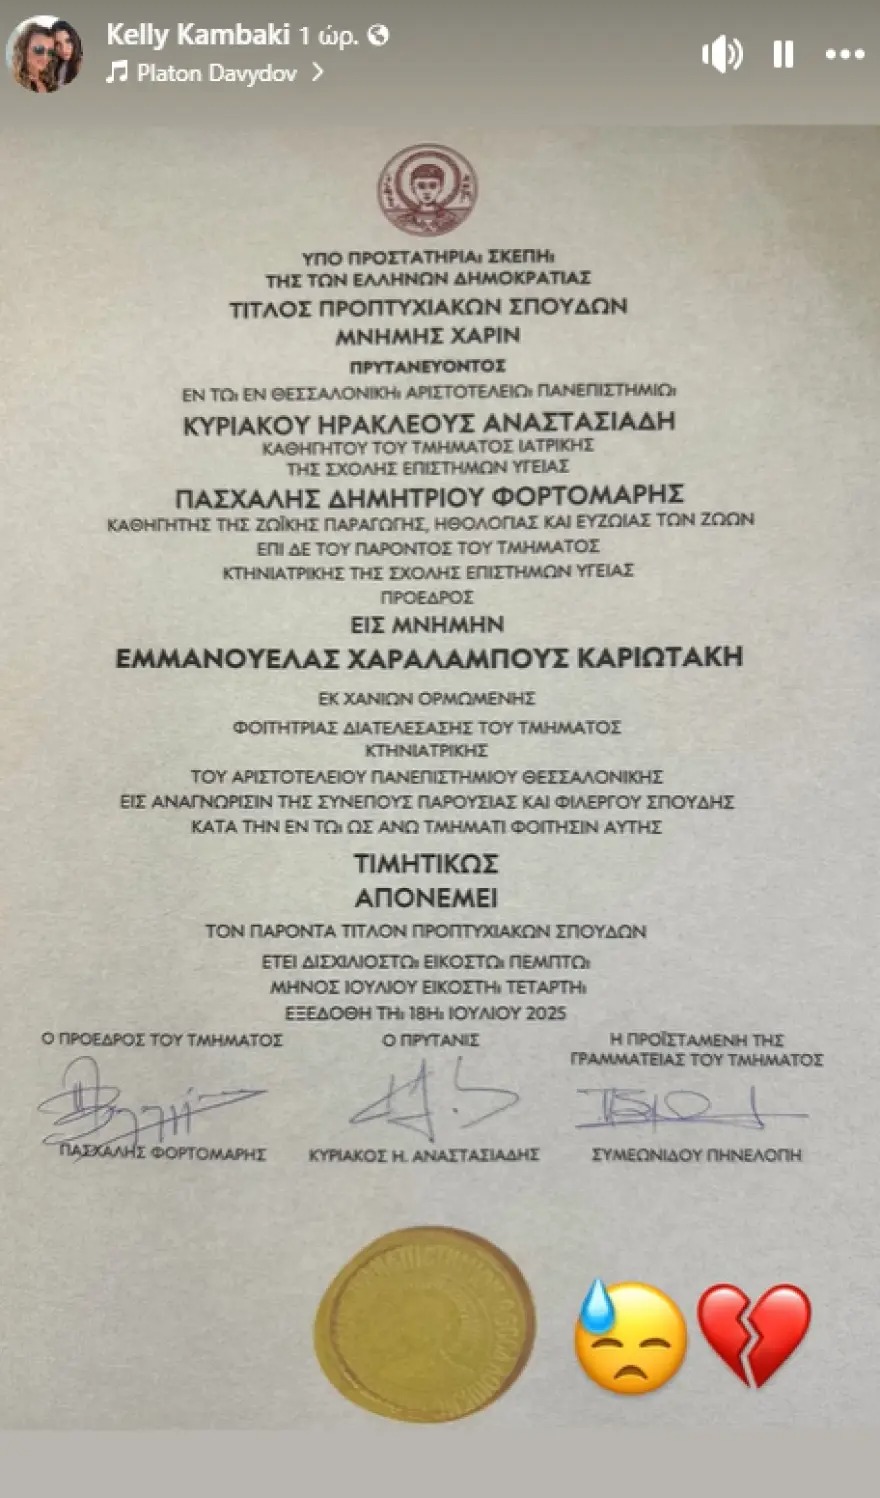 Kelly Kambaki 1 ώρ.
Platon Davydov
ΥΠΟ ΠΡΟΣΤΑΤΗΡΙΑι ΣΚΕΠΗι
ΤΗΣ ΤΩΝ ΕΛΛΗΝΩΝ ΔΗΜΟΚΡΑΤΙΑΣ
ΤΙΤΛΟΣ ΠΡΟΠΤΥΧΙΑΚΩΝ ΣΠΟΥΔΩΝ
ΜΝΗΜΗΣ ΧΑΡΙΝ
ΠΡΥΤΑΝΕΥΟΝΤΟΣ
ΕΝ ΤΩι ΕΝ ΘΕΣΣΑΛΟΝΙΚΗι ΑΡΙΣΤΟΤΕΛΕΙΩι ΠΑΝΕΠΙΣΤΗΜΙΩι
ΚΥΡΙΑΚΟΥ ΗΡΑΚΛΕΟΥΣ ΑΝΑΣΤΑΣΙΑΔΗ
ΚΑΘΗΓΗΤΟΥ ΤΟΥ ΤΜΗΜΑΤΟΣ ΙΑΤΡΙΚΗΣ
ΤΗΣ ΣΧΟΛΗΣ ΕΠΙΣΤΗΜΩΝ ΥΓΕΙΑΣ
ΠΑΣΧΑΛΗΣ ΔΗΜΗΤΡΙΟΥ ΦΟΡΤΟΜΑΡΗΣ
ΚΑΘΗΓΗΤΗΣ ΤΗΣ ΖΩΪΚΗΣ ΠΑΡΑΓΩΓΗΣ, ΗΘΟΛΟΓΙΑΣ ΚΑΙ ΕΥΖΩΙΑΣ ΤΩΝ ΖΩΩΝ
ΕΠΙ ΔΕ ΤΟΥ ΠΑΡΟΝΤΟΣ ΤΟΥ ΤΜΗΜΑΤΟΣ
ΚΤΗΝΙΑΤΡΙΚΗΣ ΤΗΣ ΣΧΟΛΗΣ ΕΠΙΣΤΗΜΩΝ ΥΓΕΙΑΣ
ΠΡΟΕΔΡΟΣ
ΕΙΣ ΜΝΗΜΗΝ
ΕΜΜΑΝΟΥΕΛΑΣ ΧΑΡΑΛΑΜΠΟΥΣ ΚΑΡΙΩΤΑΚΗ
ΕΚ ΧΑΝΙΩΝ ΟΡΜΩΜΕΝΗΣ
ΦΟΙΤΗΤΡΙΑΣ ΔΙΑΤΕΛΕΣΑΣΗΣ ΤΟΥ ΤΜΗΜΑΤΟΣ
ΚΤΗΝΙΑΤΡΙΚΗΣ
ΤΟΥ ΑΡΙΣΤΟΤΕΛΕΙΟΥ ΠΑΝΕΠΙΣΤΗΜΙΟΥ ΘΕΣΣΑΛΟΝΙΚΗΣ
ΕΙΣ ΑΝΑΓΝΩΡΙΣΙΝ ΤΗΣ ΣΥΝΕΠΟΥΣ ΠΑΡΟΥΣΙΑΣ ΚΑΙ ΦΙΛΕΡΓΟΥ ΣΠΟΥΔΗΣ
ΚΑΤΑ ΤΗΝ ΕΝ ΤΩι ΩΣ ΑΝΩ ΤΜΗΜΑΤΙ ΦΟΙΤΗΣΙΝ ΑΥΤΗΣ
ΤΙΜΗΤΙΚΩΣ
ΑΠΟΝΕΜΕΙ
ΤΟΝ ΠΑΡΟΝΤΑ ΤΙΤΛΟΝ ΠΡΟΠΤΥΧΙΑΚΩΝ ΣΠΟΥΔΩΝ
ΕΤΕΙ ΔΙΣΧΙΛΙΟΣΤΩι ΕΙΚΟΣΤΩι ΠΕΜΠΤΩι
ΜΗΝΟΣ ΙΟΥΛΙΟΥ ΕΙΚΟΣΤΗι ΤΕΤΑΡΤΗι
ΕΞΕΔΟΘΗ ΤΗι 18Ηι ΙΟΥΛΙΟΥ 2025
Ο ΠΡΟΕΔΡΟΣ ΤΟΥ ΤΜΗΜΑΤΟΣ
Ο ΠΡΥΤΑΝΙΣ
Η ΠΡΟΪΣΤΑΜΕΝΗ ΤΗΣ
ΓΡΑΜΜΑΤΕΙΑΣ ΤΟΥ ΤΜΗΜΑΤΟΣ
ΠΑΣΧΑΛΗΣ ΦΟΡΤΟΜΑΡΗΣ
ΚΥΡΙΑΚΟΣ Η. ΑΝΑΣΤΑΣΙΑΔΗΣ
ΣΥΜΕΩΝΙΔΟΥ ΠΗΝΕΛΟΠΗ